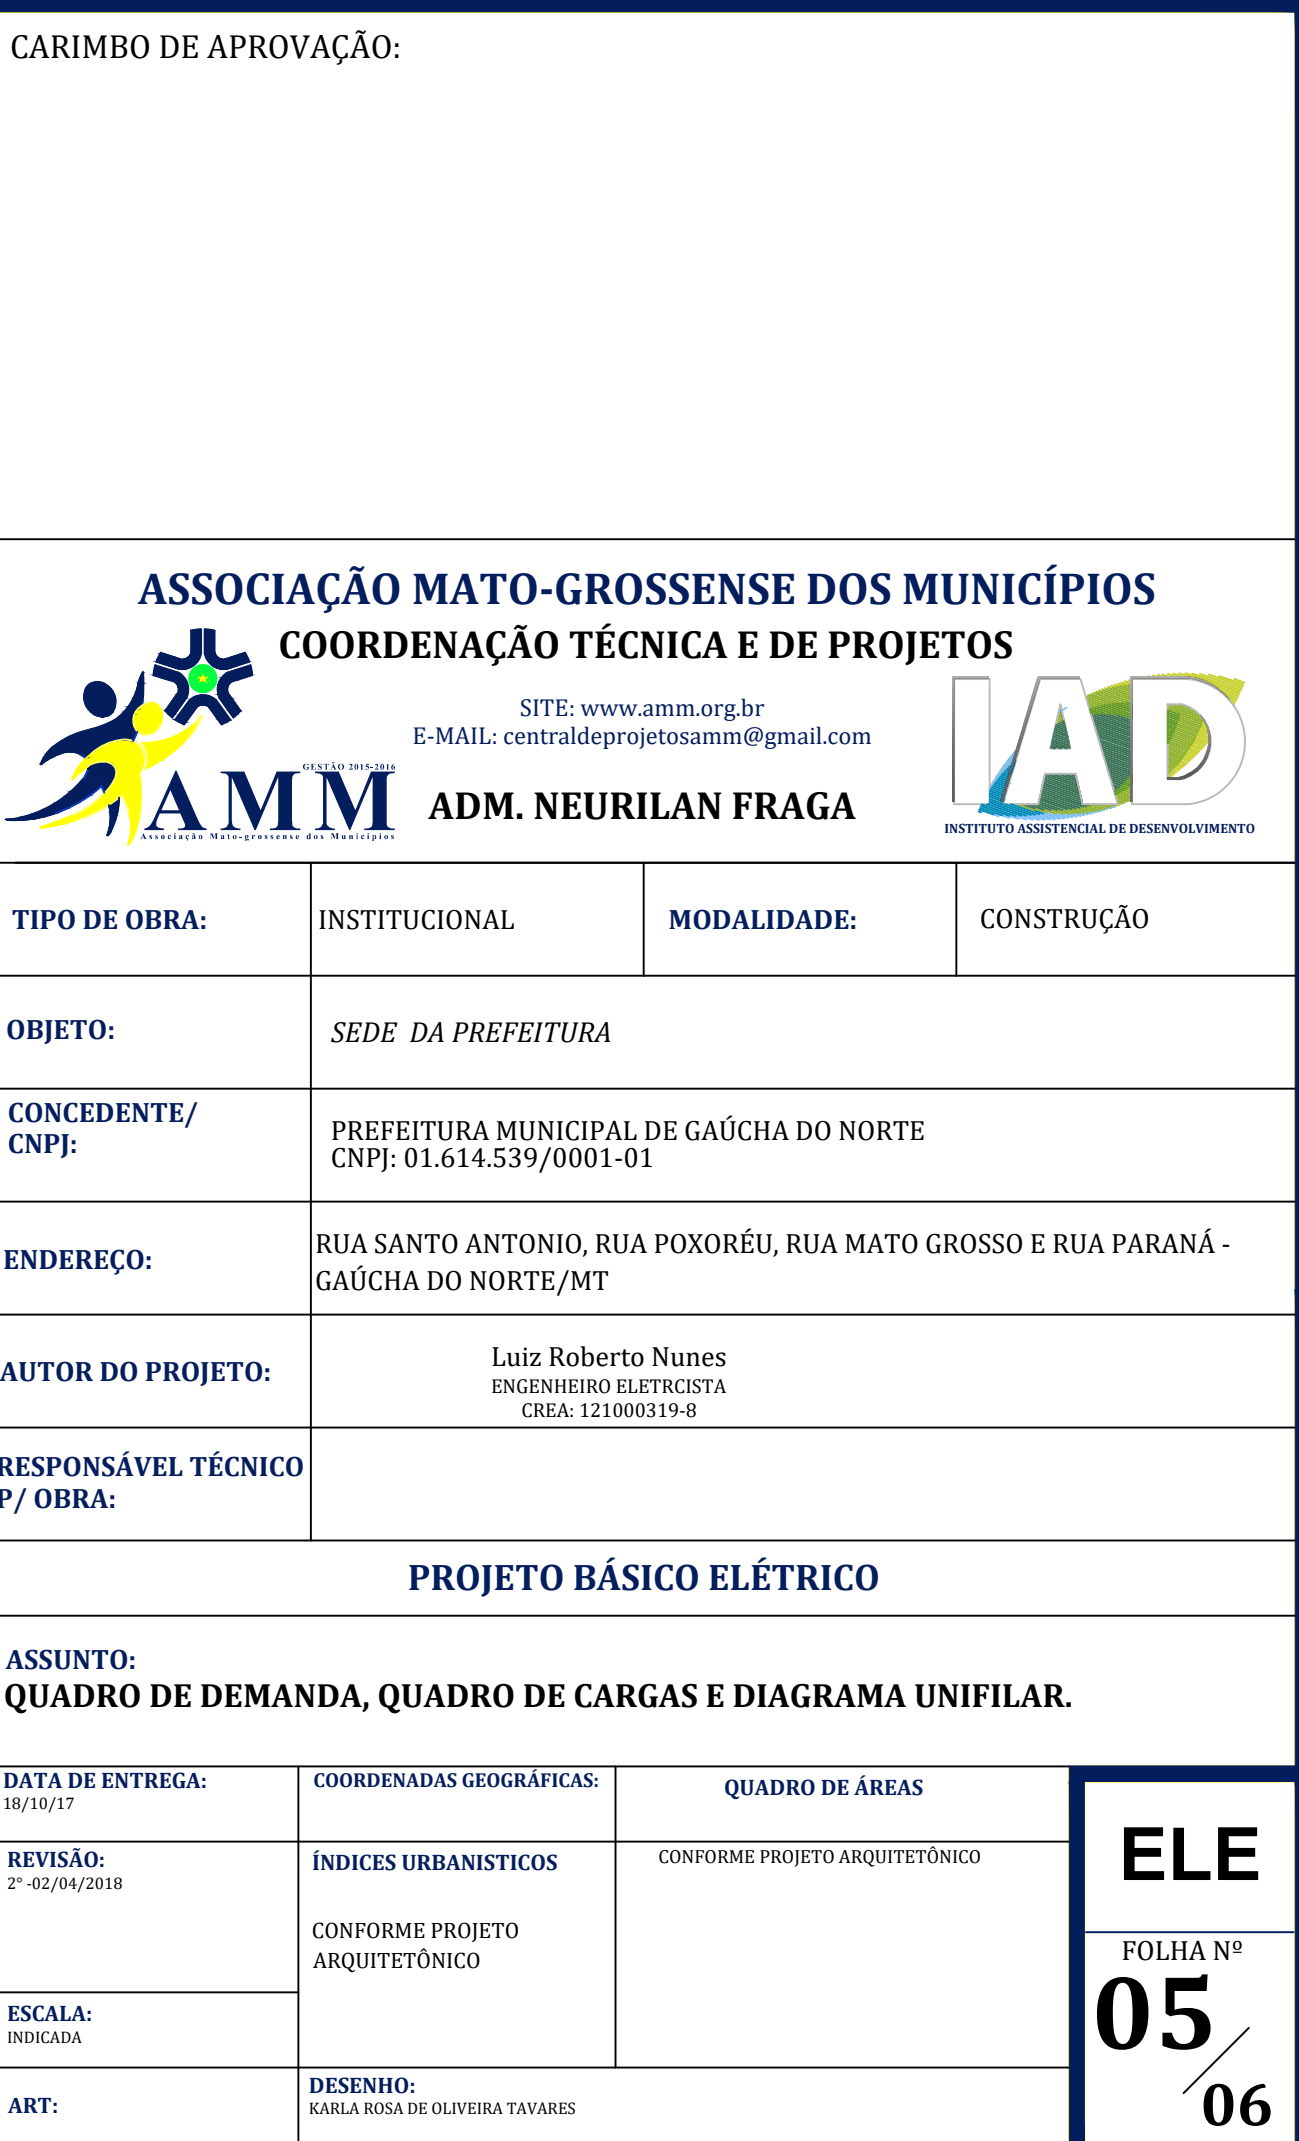 CARIMBO DE APROVAÇÃO:
ASSOCIAÇÃO MATO-GROSSENSE DOS MUNICÍPIOS
COORDENAÇÃO TÉCNICA E DE PROJETOS
SITE: www.amm.org.br
E-MAIL: centraldeprojetosamm@gmail.com
GESTÃO 2015-2016
AMM
Associação Mato-grossense dos Municípios
ADM. NEURILAN FRAGA
IAD
INSTITUTO ASSISTENCIAL DE DESENVOLVIMENTO
TIPO DE OBRA:
INSTITUCIONAL
MODALIDADE:
CONSTRUÇÃO
OBJETO:
SEDE DA PREFEITURA
CONCEDENTE/
CNPJ:
PREFEITURA MUNICIPAL DE GAÚCHA DO NORTE
CNPJ: 01.614.539/0001-01
ENDEREÇO:
RUA SANTO ANTONIO, RUA POXORÉU, RUA MATO GROSSO E RUA PARANÁ -
GAÚCHA DO NORTE/MT
AUTOR DO PROJETO:
Luiz Roberto Nunes
ENGENHEIRO ELETRCISTA
CREA: 121000319-8
RESPONSÁVEL TÉCNICO
P/ OBRA:
PROJETO BÁSICO ELÉTRICO
ASSUNTO:
QUADRO DE DEMANDA, QUADRO DE CARGAS E DIAGRAMA UNIFILAR.
DATA DE ENTREGA:
18/10/17
COORDENADAS GEOGRÁFICAS:
QUADRO DE ÁREAS
REVISÃO:
2° -02/04/2018
ÍNDICES URBANISTICOS
CONFORME PROJETO
ARQUITETÔNICO
CONFORME PROJETO ARQUITETÔNICO
ESCALA:
INDICADA
ART:
DESENHO:
KARLA ROSA DE OLIVEIRA TAVARES
ELE
FOLHA Nº
05
06